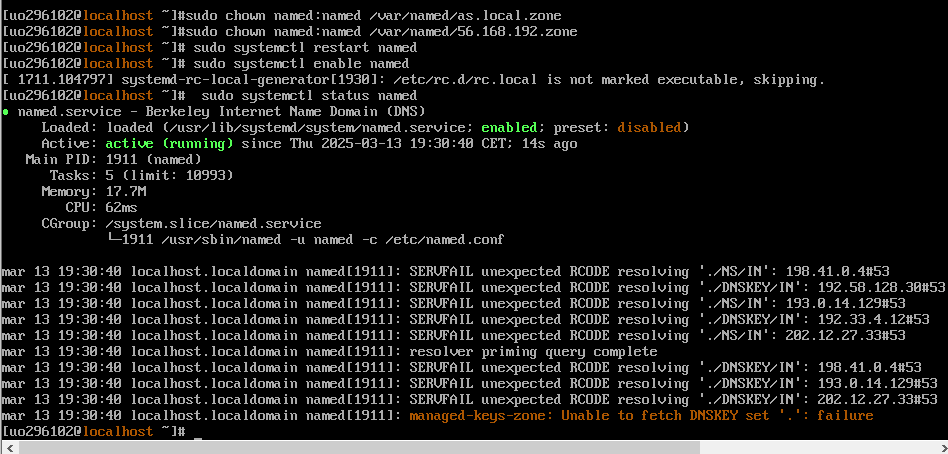 [uo296102@localhost ~]#sudo chown named:named /var/named/as.local.zone
[uo296102@localhost ~]#sudo chown named:named /var/named/56.168.192.zone
[uo296102@localhost ~]# sudo systemctl restart named
[uo296102@localhost ~]# sudo systemctl enable named
[ 1711.104797] systemd-rc-local-generator[1930]: /etc/rc.d/rc.local is not marked executable, skipping.
[uo296102@localhost ~]#  sudo systemctl status named
● named.service - Berkeley Internet Name Domain (DNS)
     Loaded: loaded (/usr/lib/systemd/system/named.service; enabled; preset: disabled)
     Active: active (running) since Thu 2025-03-13 19:30:40 CET; 14s ago
   Main PID: 1911 (named)
      Tasks: 5 (limit: 10993)
     Memory: 17.7M
        CPU: 62ms
     CGroup: /system.slice/named.service
             └─1911 /usr/sbin/named -u named -c /etc/named.conf
mar 13 19:30:40 localhost.localdomain named[1911]: SERVFAIL unexpected RCODE resolving './NS/IN': 198.41.0.4#53
mar 13 19:30:40 localhost.localdomain named[1911]: SERVFAIL unexpected RCODE resolving './DNSKEY/IN': 192.58.128.30#53
mar 13 19:30:40 localhost.localdomain named[1911]: SERVFAIL unexpected RCODE resolving './NS/IN': 193.0.14.129#53
mar 13 19:30:40 localhost.localdomain named[1911]: SERVFAIL unexpected RCODE resolving './DNSKEY/IN': 192.33.4.12#53
mar 13 19:30:40 localhost.localdomain named[1911]: SERVFAIL unexpected RCODE resolving './NS/IN': 202.12.27.33#53
mar 13 19:30:40 localhost.localdomain named[1911]: resolver priming query complete
mar 13 19:30:40 localhost.localdomain named[1911]: SERVFAIL unexpected RCODE resolving './DNSKEY/IN': 198.41.0.4#53
mar 13 19:30:40 localhost.localdomain named[1911]: SERVFAIL unexpected RCODE resolving './DNSKEY/IN': 193.0.14.129#53
mar 13 19:30:40 localhost.localdomain named[1911]: SERVFAIL unexpected RCODE resolving './DNSKEY/IN': 202.12.27.33#53
mar 13 19:30:40 localhost.localdomain named[1911]: managed-keys-zone: Unable to fetch DNSKEY set '.': failure
[uo296102@localhost ~]# _